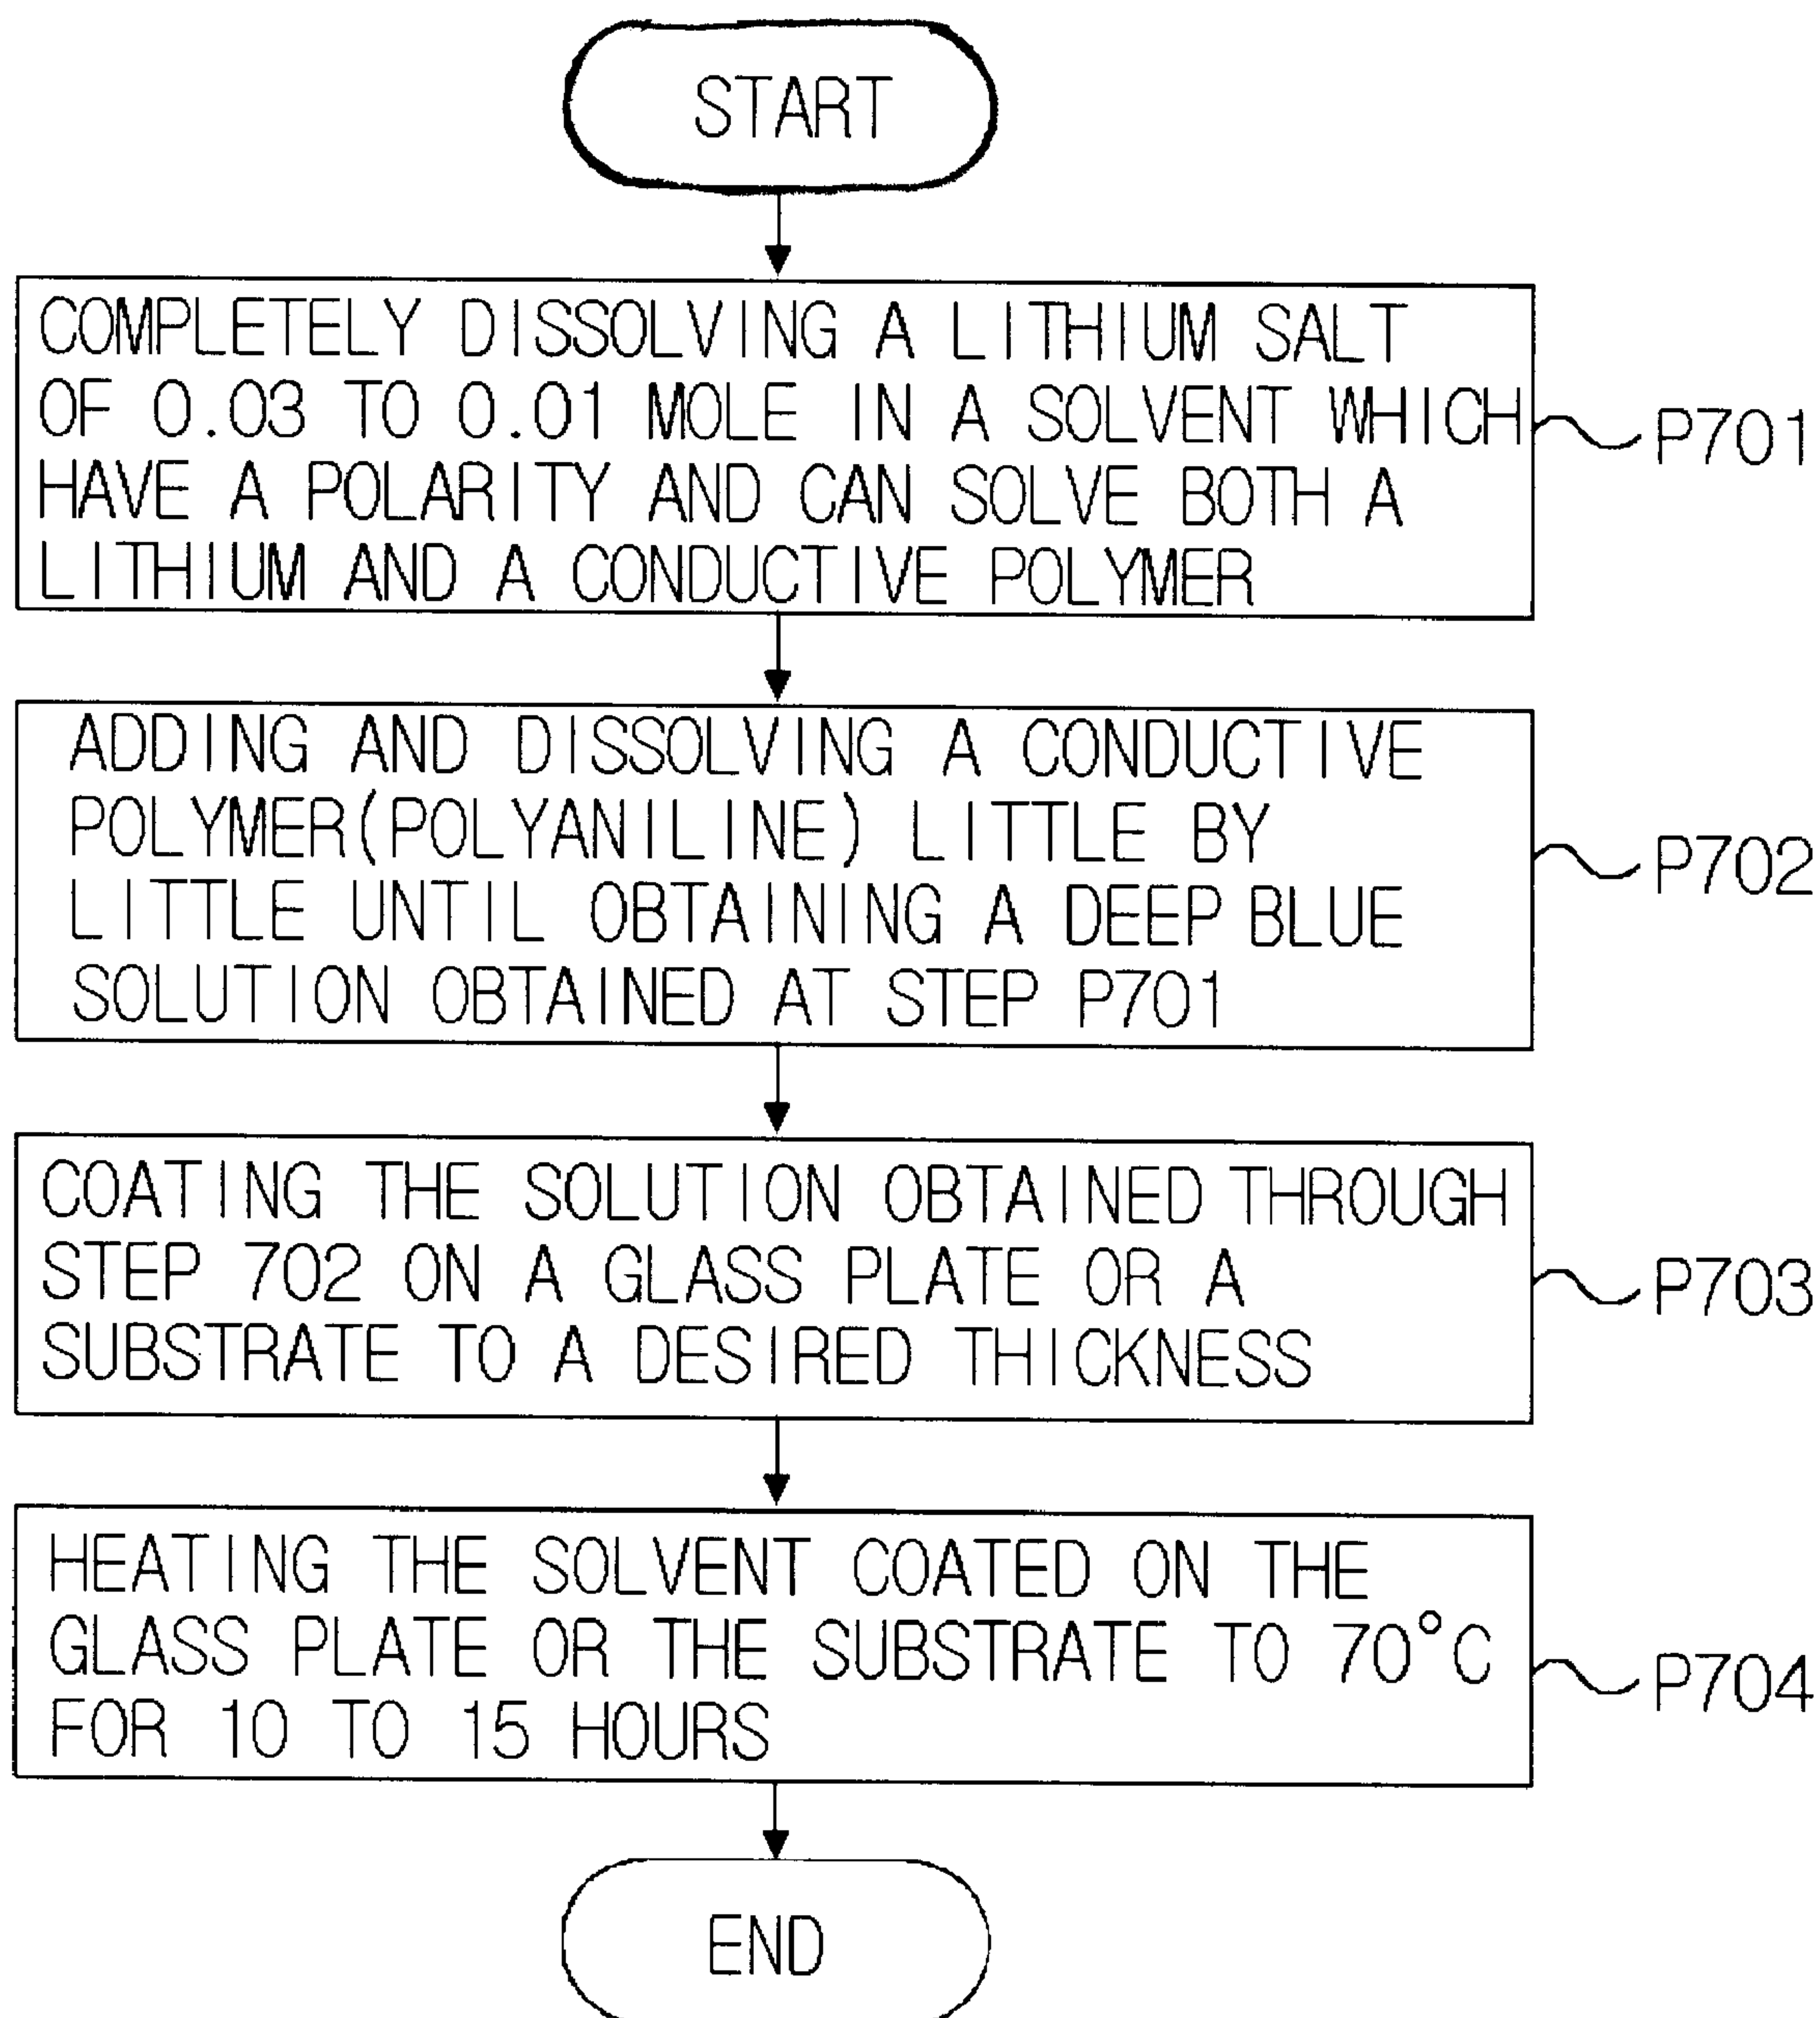 START
COMPLETELY DISSOLVING A LITHIUM SALT
OF 0.03 TO 0.01 MOLE IN A SOLVENT WHICH
HAVE A POLARITY AND CAN SOLVE BOTH A
LITHIUM AND A CONDUCTIVE POLYMER
P701
ADDING AND DISSOLVING A CONDUCTIVE
POLYMER(POLYANILINE) LITTLE BY
LITTLE UNTIL OBTAINING A DEEP BLUE
SOLUTION OBTAINED AT STEP P701
P702
COATING THE SOLUTION OBTAINED THROUGH
STEP 702 ON A GLASS PLATE OR A
SUBSTRATE TO A DESIRED THICKNESS
P703
HEATING THE SOLVENT COATED ON THE
GLASS PLATE OR THE SUBSTRATE TO 70°C
FOR 10 TO 15 HOURS
P704
END